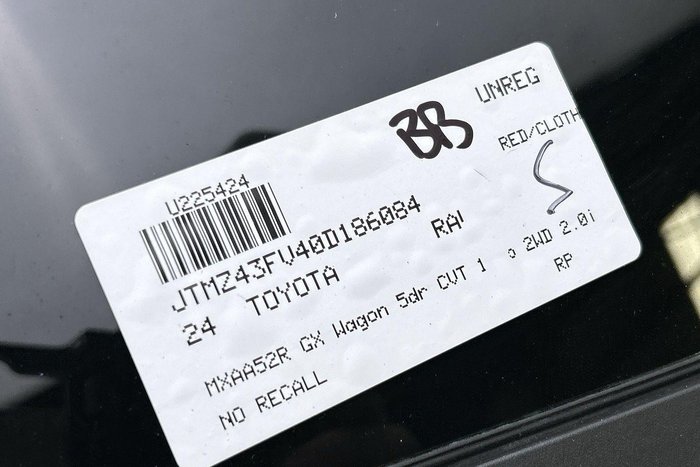 UNREG
BB
RED/CLOTH
U225424
S
JTMZ43FV40D186084
24 TOYOTA
MXAA52R GX Wagon 5dr CVT 1 2WD 2.0i
NO RECALL
RP